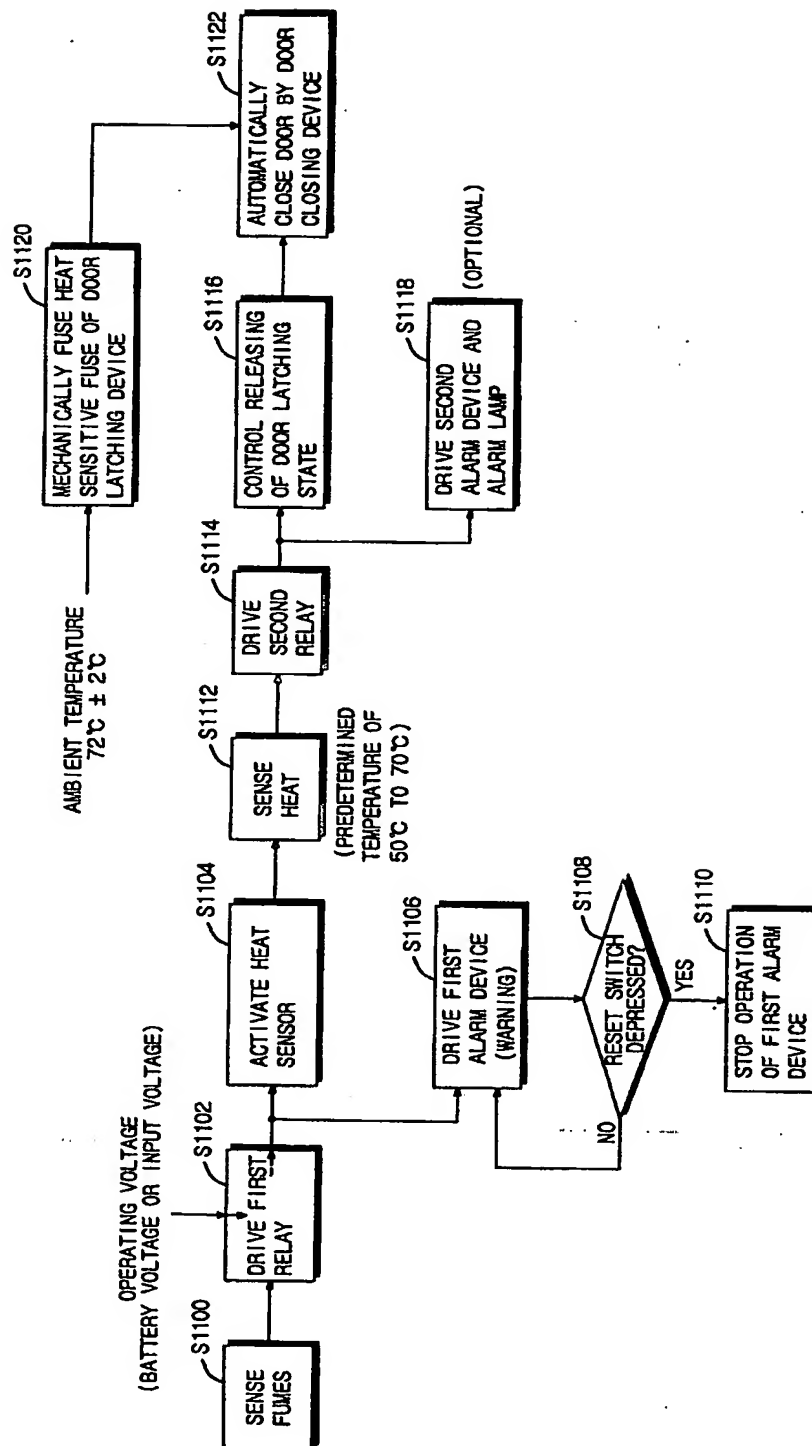 S1100
SENSE
FUMES
OPERATING VOLTAGE
(BATTERY VOLTAGE OR INPUT VOLTAGE)
S1102
DRIVE FIRST
RELAY
S1104
ACTIVATE HEAT
SENSOR
S1106
DRIVE FIRST
ALARM DEVICE
(WARNING)
S1108
RESET SWITCH
DEPRESSED?
NO
YES
S1110
STOP OPERATION
OF FIRST ALARM
DEVICE
S1112
SENSE
HEAT
(PREDETERMINED
TEMPERATURE OF
50℃ TO 70℃)
S1114
DRIVE
SECOND
RELAY
S1116
CONTROL RELEASING
OF DOOR LATCHING
STATE
S1118
DRIVE SECOND
ALARM DEVICE AND
ALARM LAMP
(OPTIONAL)
AMBIENT TEMPERATURE
72℃ ± 2℃
S1120
MECHANICALLY FUSE HEAT
SENSITIVE FUSE OF DOOR
LATCHING DEVICE
S1122
AUTOMATICALLY
CLOSE DOOR BY DOOR
CLOSING DEVICE